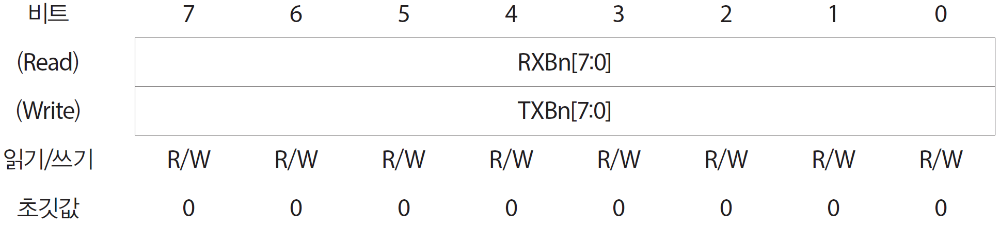 비트 7 6 5 4 3 2 1 0
(Read) RXBn[7:0]
(Write) TXBn[7:0]
읽기/쓰기 R/W R/W R/W R/W R/W R/W R/W R/W
초깃값 0 0 0 0 0 0 0 0